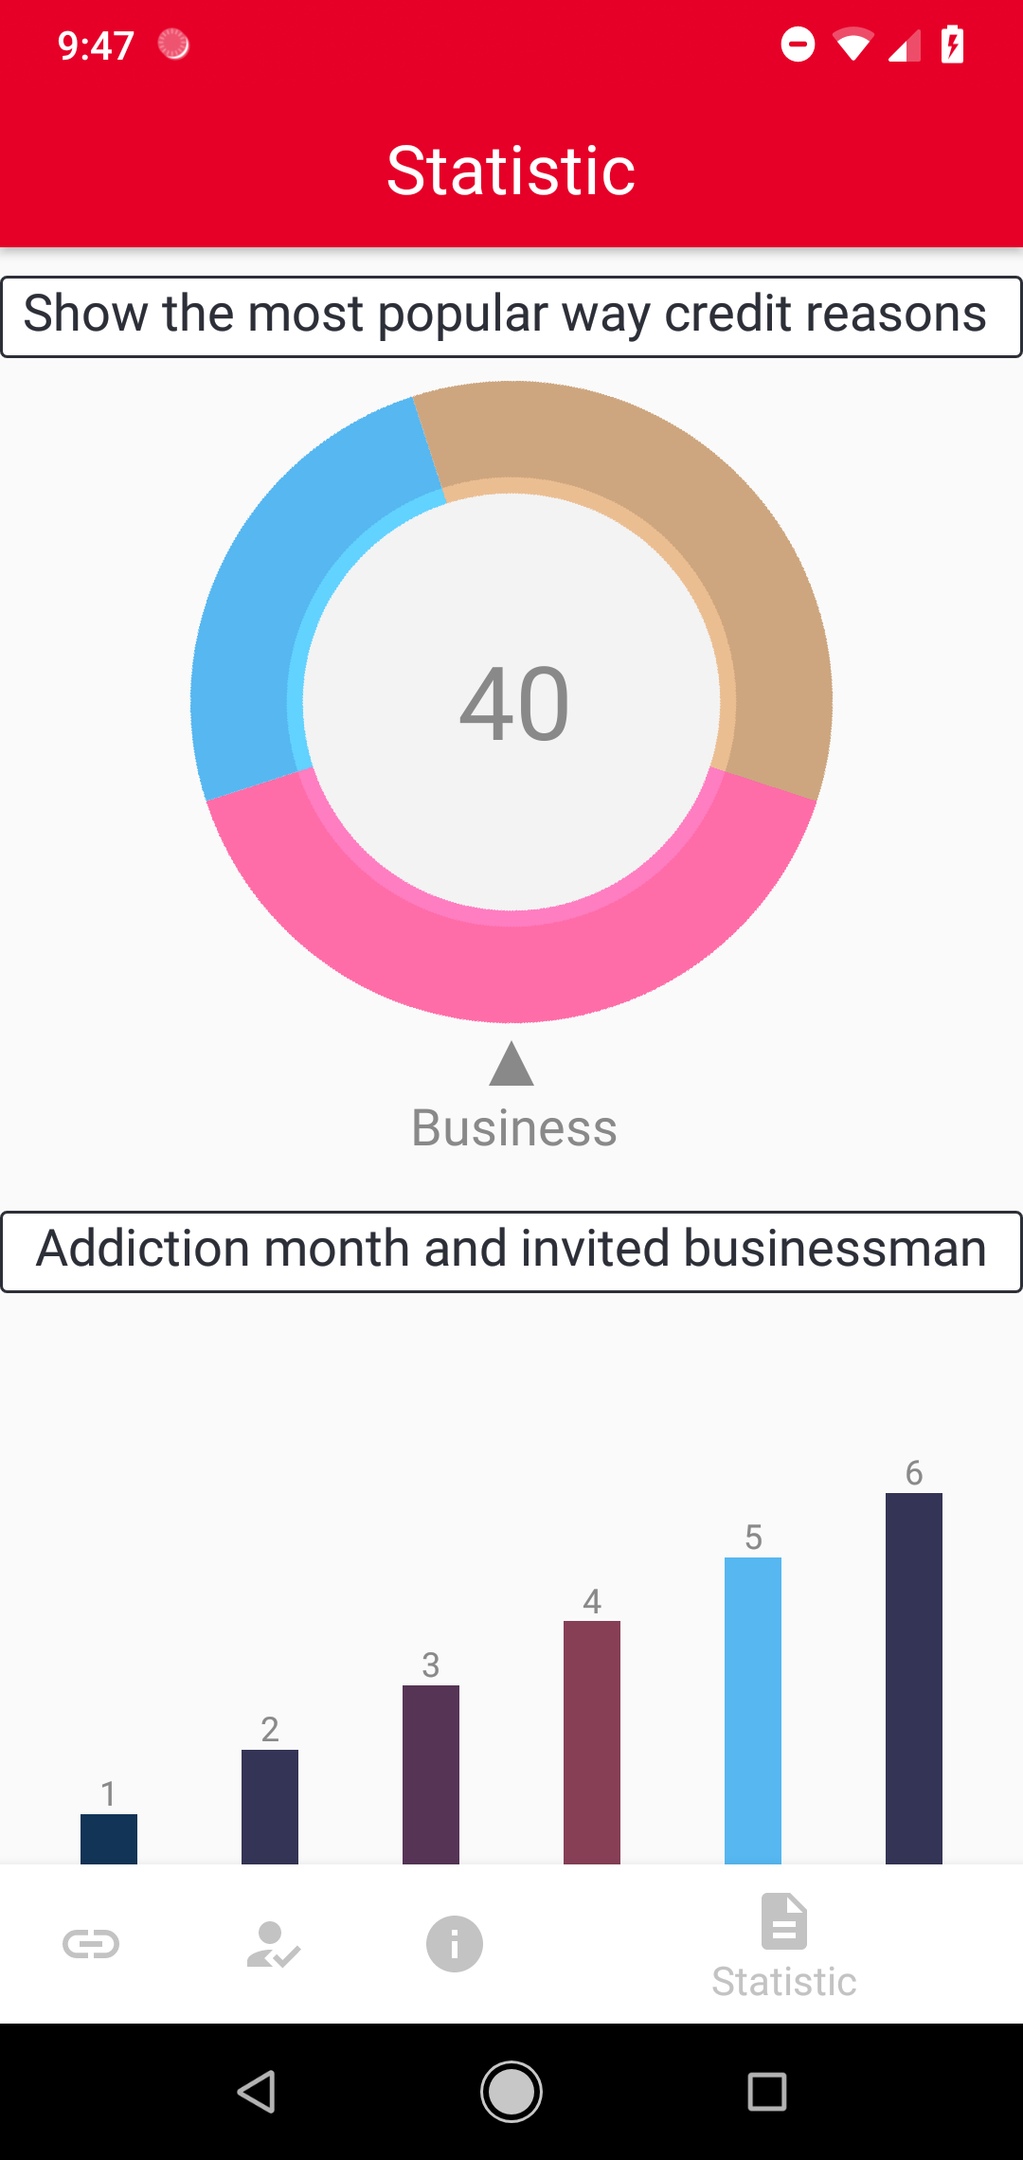 9:47
Statistic
Show the most popular way credit reasons
40
Business
Addiction month and invited businessman
1
2
3
4
5
6
Statistic